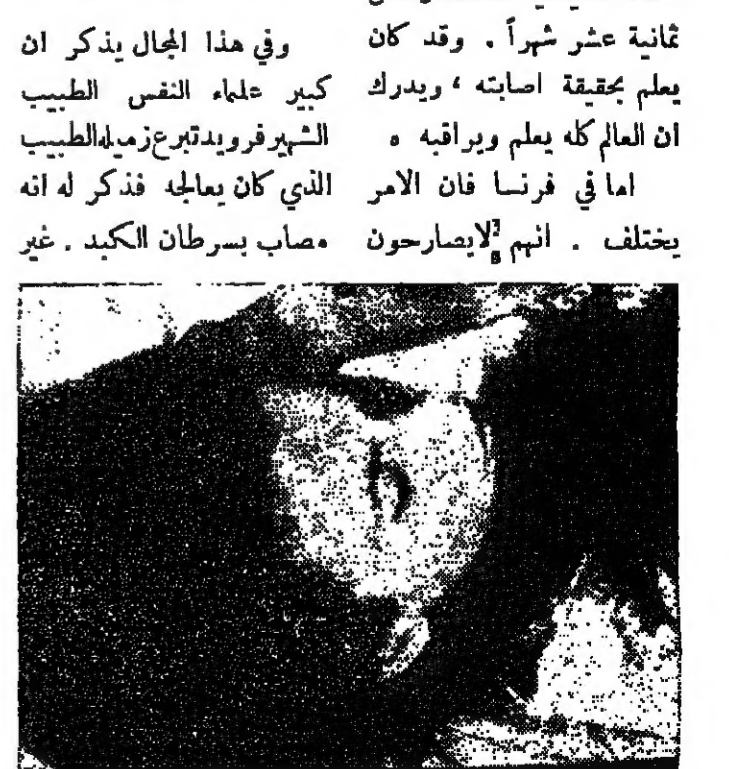 ثمانية عشر شهراً . وقد كان
يعلم بحقيقة اصابته ، ويدرك
ان العالم كله يعلم ويراقبه .
اما في فرنسا فان الامر
يختلف . انهم لايصارحون
وفي هذا المجال يذكر ان
كبير علماء النفس الطبيب
الشهير فرويد تبرع زميله الطبيب
الذي كان يعالجه فذكر له انه
مصاب بسرطان الكبد . غير